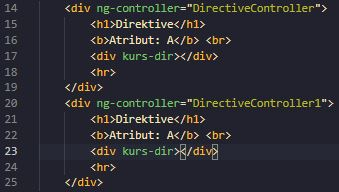 14 <div ng-controller="DirectiveController">
15 <h1>Direktive</h1>
16 <b>Atribut: A</b> <br>
17 <div kurs-dir></div>
18 <hr>
19 </div>
20 <div ng-controller="DirectiveController1">
21 <h1>Direktive</h1>
22 <b>Atribut: A</b> <br>
23 <div kurs-dir></div>
24 <hr>
25 </div>